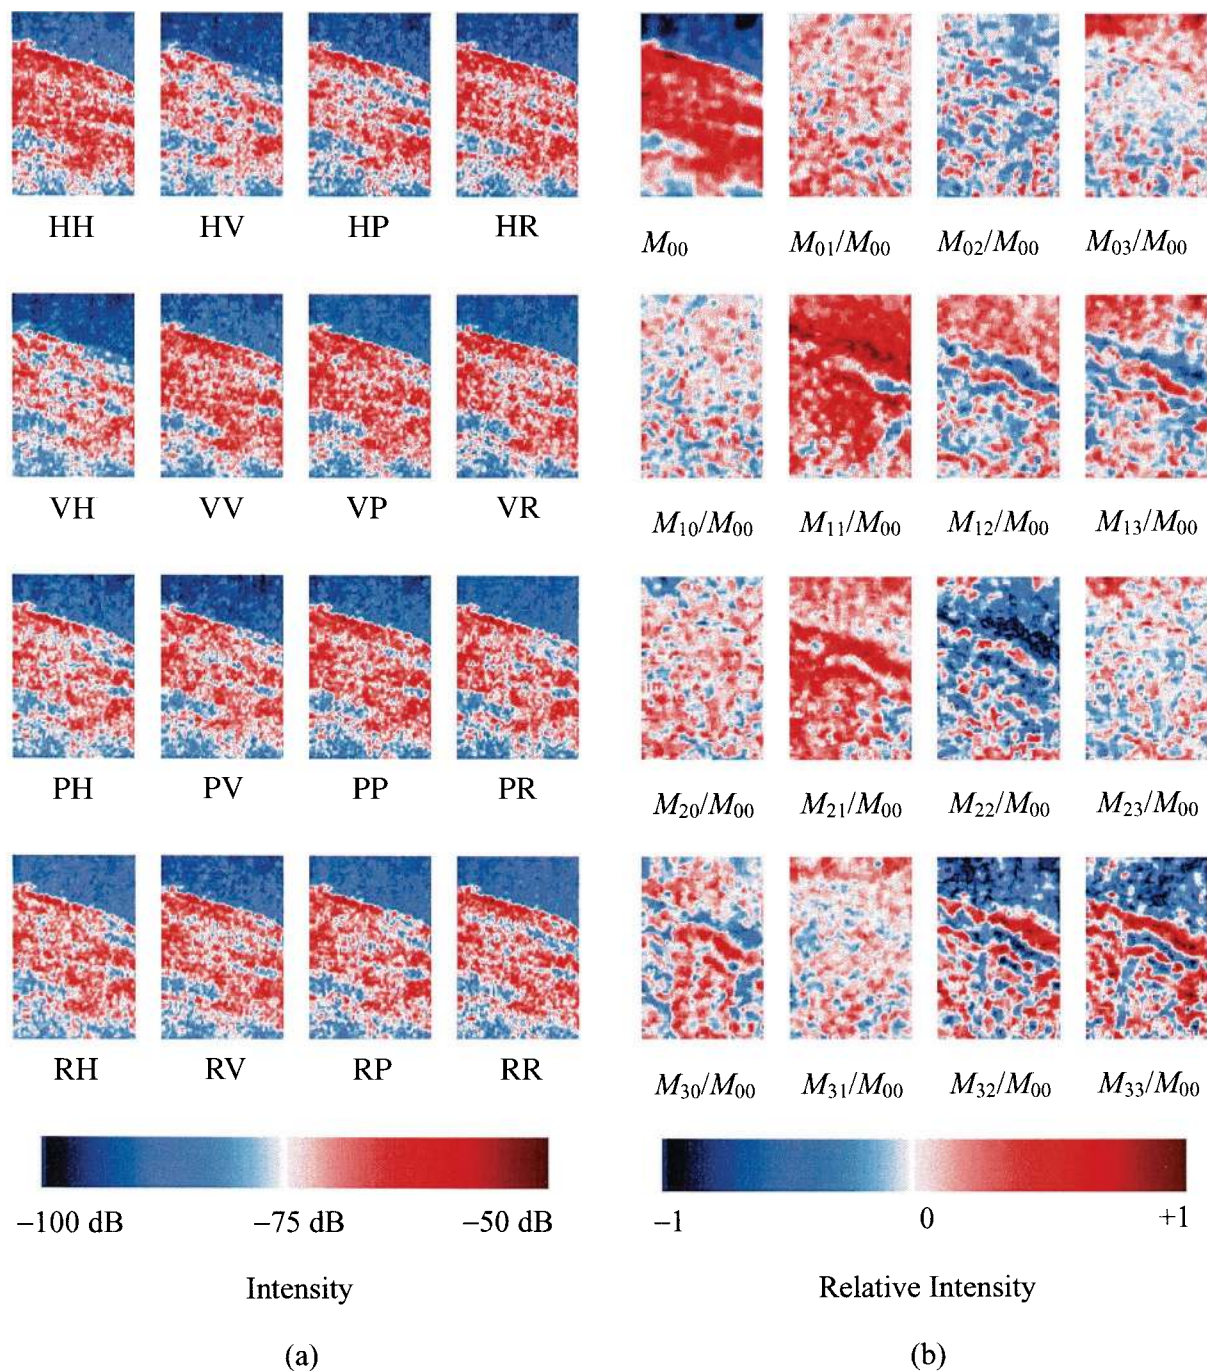 HH HV HP HR
M00 M01/M00 M02/M00 M03/M00
VH VV VP VR
M10/M00 M11/M00 M12/M00 M13/M00
PH PV PP PR
M20/M00 M21/M00 M22/M00 M23/M00
RH RV RP RR
M30/M00 M31/M00 M32/M00 M33/M00
−100 dB −75 dB −50 dB
−1 0 +1
Intensity
Relative Intensity
(a)
(b)